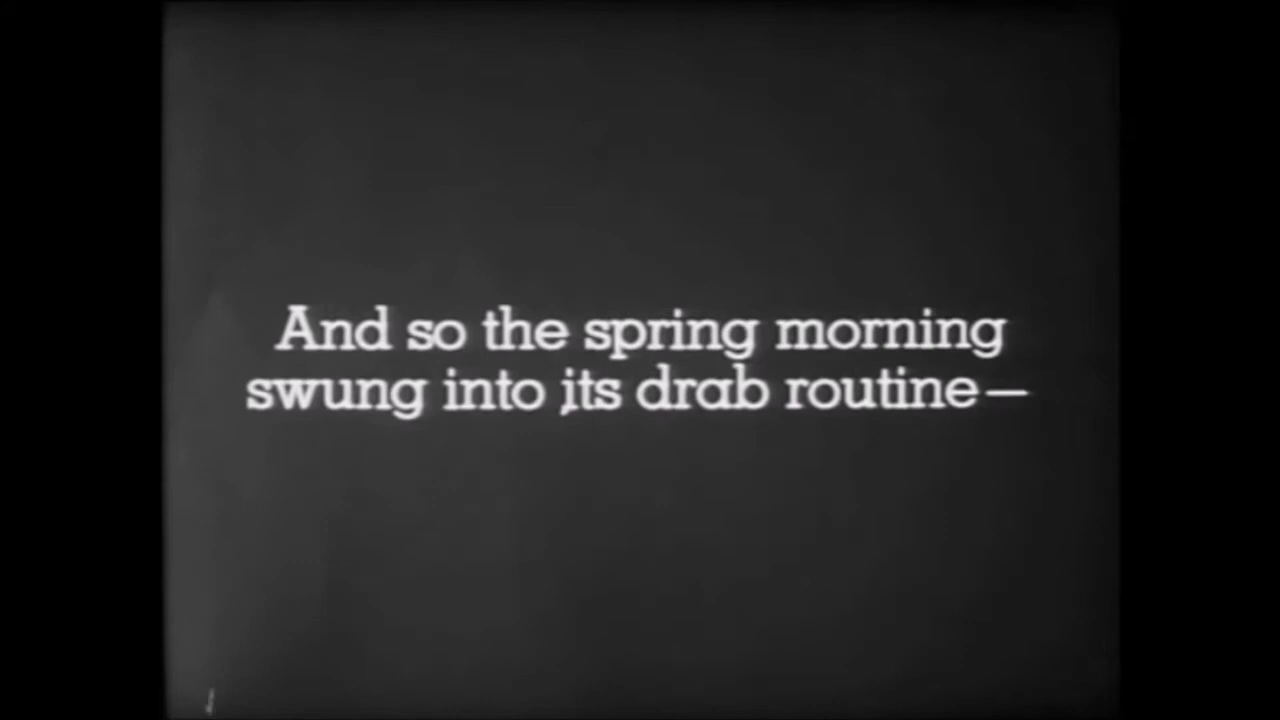 And so the spring morning
swung into its drab routine—